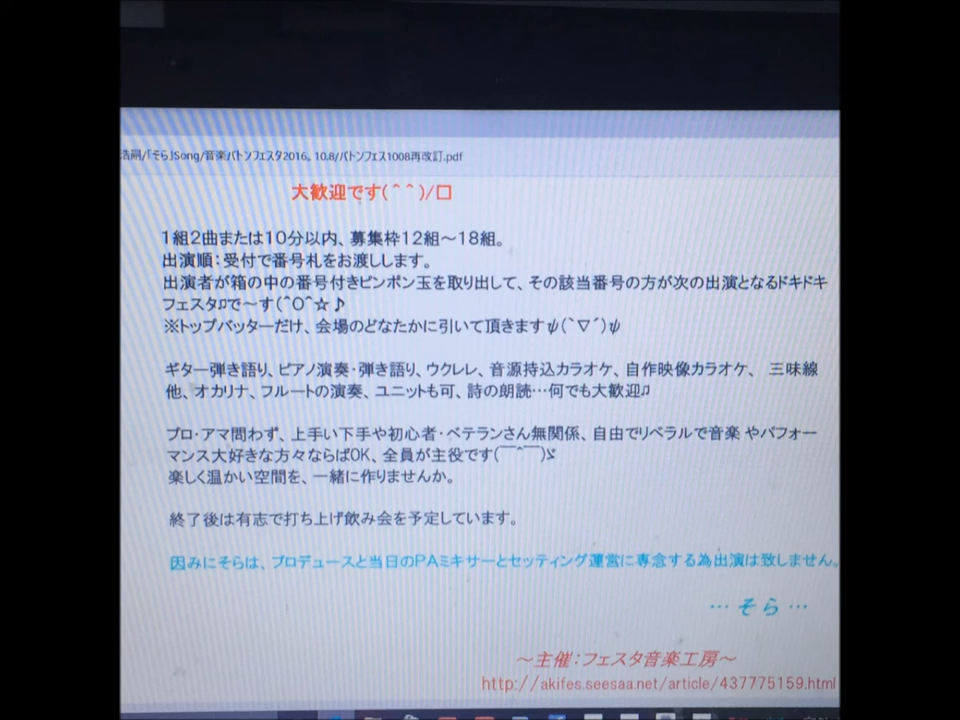 浩嗣/「そら」Song/音楽バトンフェスタ2016。10.8/バトンフェス1008再改訂.pdf
大歓迎です(＾＾)/□
１組２曲または１０分以内、募集枠１２組～１８組。
出演順：受付で番号札をお渡しします。
出演者が箱の中の番号付きピンポン玉を取り出して、その該当番号の方が次の出演となるドキドキ
フェスタ♫で～す(＾Ｏ＾☆♪
※トップバッターだけ、会場のどなたかに引いて頂きますψ(｀▽´)ψ
ギター弾き語り、ピアノ演奏・弾き語り、ウクレレ、音源持込カラオケ、自作映像カラオケ、 三味線
他、オカリナ、フルートの演奏、ユニットも可、詩の朗読…何でも大歓迎♫
プロ・アマ問わず、上手い下手や初心者・ベテランさん無関係、自由でリベラルで音楽 やパフォー
マンス大好きな方々ならばOK、全員が主役です(￣＾￣)ゞ
楽しく温かい空間を、一緒に作りませんか。
終了後は有志で打ち上げ飲み会を予定しています。
因みにそらは、プロデュースと当日のPAミキサーとセッティング運営に専念する為出演は致しません。
… そら …
～主催：フェスタ音楽工房～
http://akifes.seesaa.net/article/437775159.html